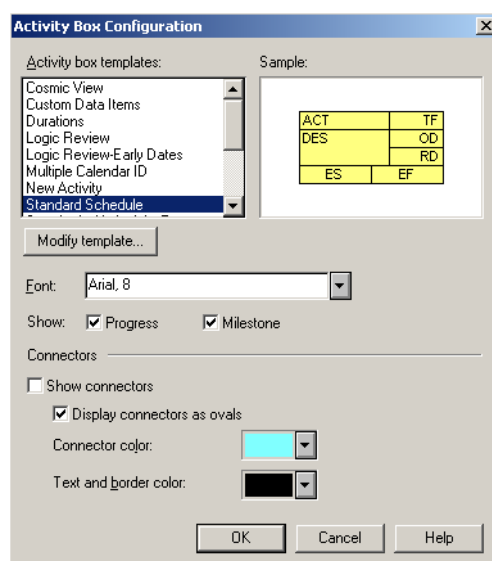 Activity Box Configuration
Activity box templates:
Sample:
Cosmic View
Custom Data Items
Durations
Logic Review
Logic Review-Early Dates
Multiple Calendar ID
New Activity
Standard Schedule
ACT TF
DES OD
RD
ES EF
Modify template...
Font: Arial, 8
Show: Progress Milestone
Connectors
Show connectors
Display connectors as ovals
Connector color:
Text and border color:
OK Cancel Help